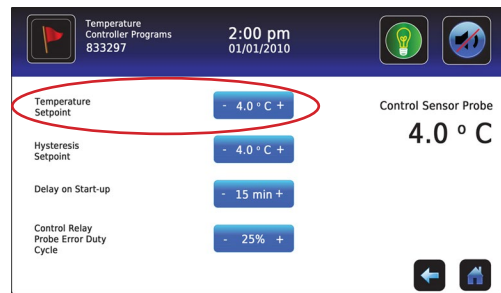 Temperature
Controller Programs
833297
2:00 pm
01/01/2010
Temperature
Setpoint
- 4.0 º C +
Control Sensor Probe
4.0 º C
Hysteresis
Setpoint
- 4.0 º C +
Delay on Start-up
- 15 min +
Control Relay
Probe Error Duty
Cycle
- 25% +